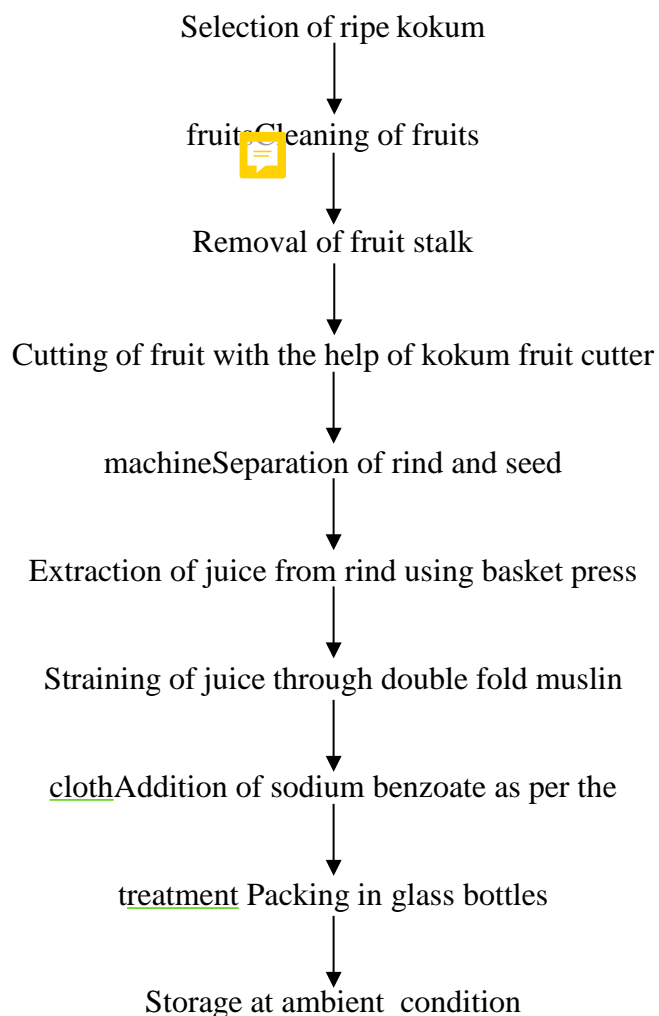 Selection of ripe kokum
fruitsCleaning of fruits
Removal of fruit stalk
Cutting of fruit with the help of kokum fruit cutter
machineSeparation of rind and seed
Extraction of juice from rind using basket press
Straining of juice through double fold muslin
clothAddition of sodium benzoate as per the
treatment Packing in glass bottles
Storage at ambient condition